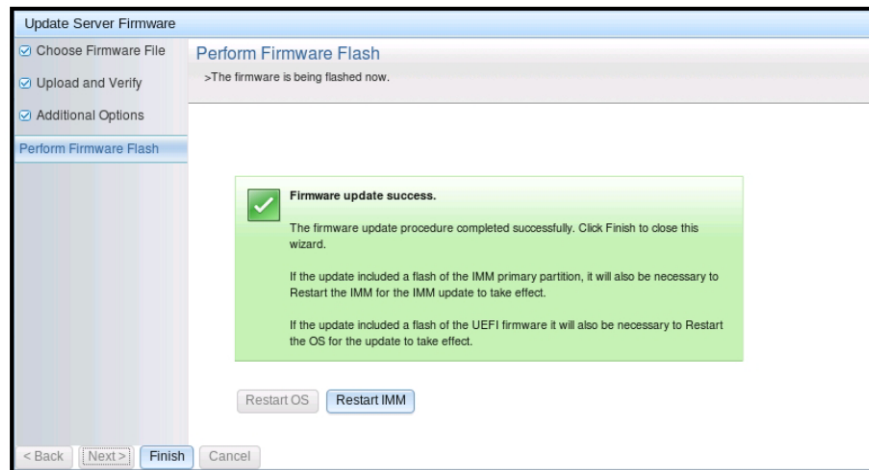 Update Server Firmware
Choose Firmware File
Upload and Verify
Additional Options
Perform Firmware Flash
Perform Firmware Flash
>The firmware is being flashed now.
Firmware update success.
The firmware update procedure completed successfully. Click Finish to close this
wizard.
If the update included a flash of the IMM primary partition, it will also be necessary to
Restart the IMM for the IMM update to take effect.
If the update included a flash of the UEFI firmware it will also be necessary to Restart
the OS for the update to take effect.
Restart OS Restart IMM
< Back Next > Finish Cancel